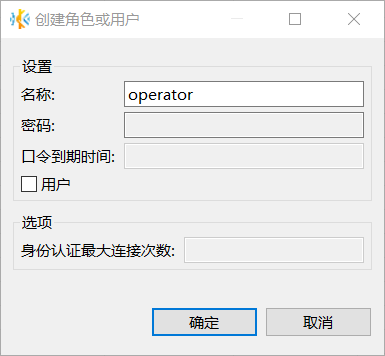 创建角色或用户
设置
名称: operator
密码:
口令到期时间:
用户
选项
身份认证最大连接次数:
确定 取消